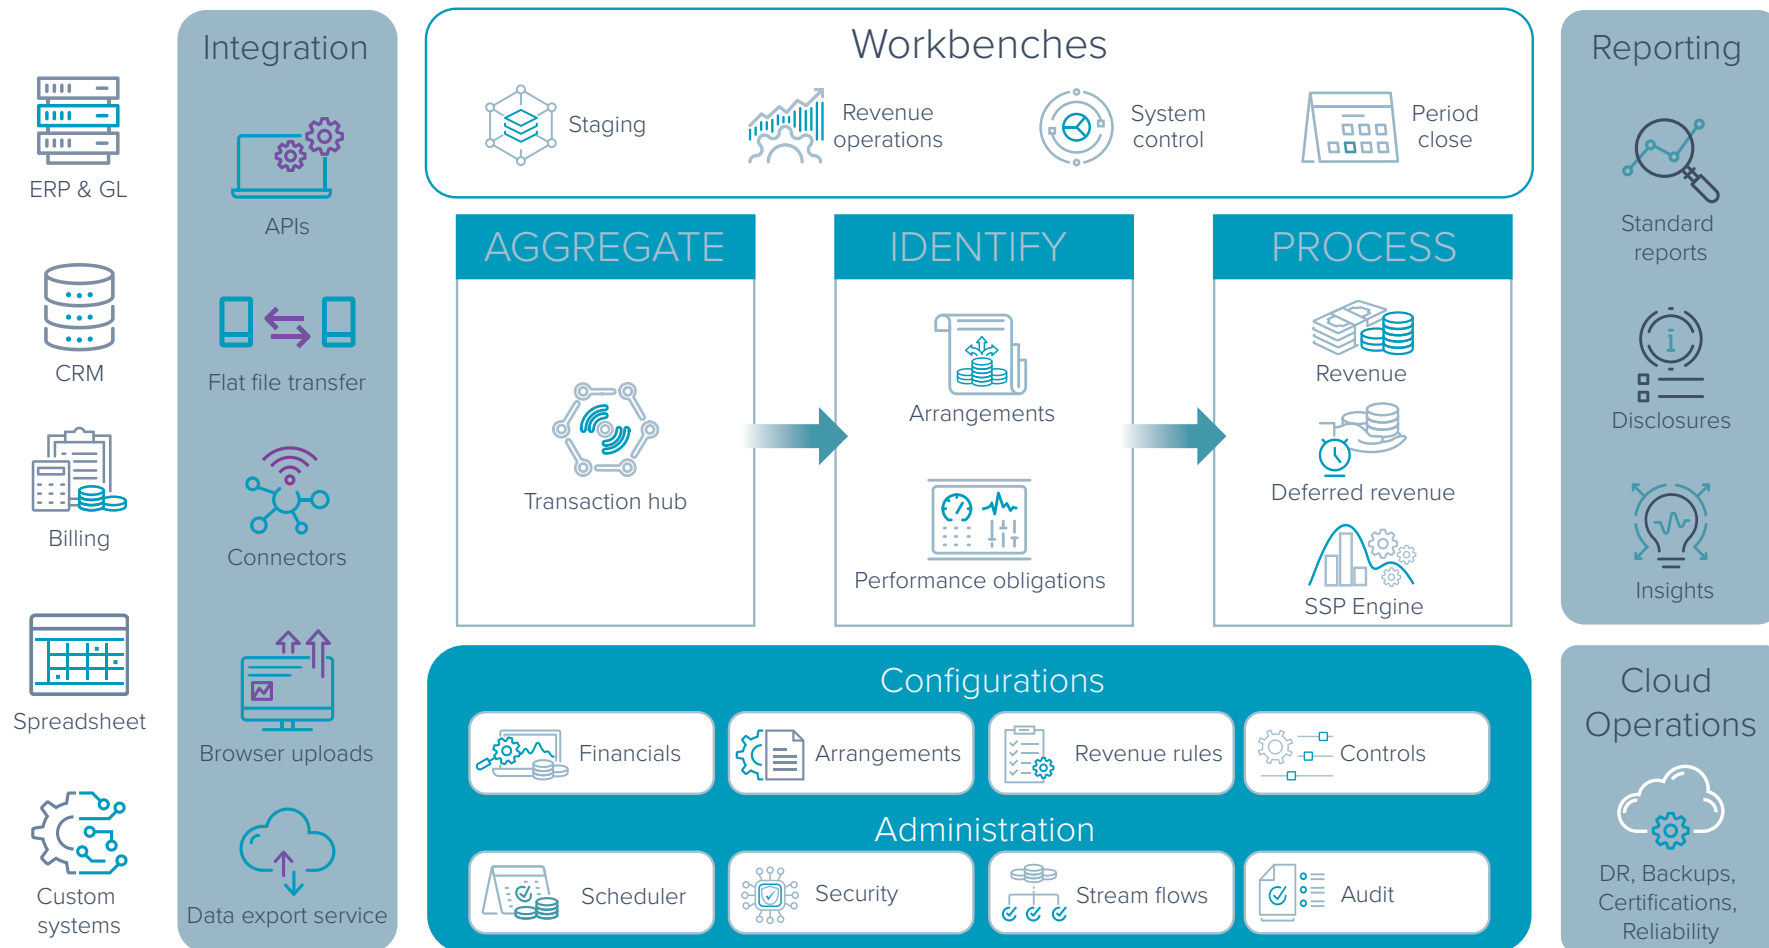 ERP & GL
CRM
Billing
Spreadsheet
Custom
systems
Integration
APIs
Flat file transfer
Connectors
Browser uploads
Data export service
Workbenches
Staging
Revenue
operations
System
control
Period
close
AGGREGATE
Transaction hub
IDENTIFY
Arrangements
Performance obligations
PROCESS
Revenue
Deferred revenue
SSP Engine
Configurations
Financials
Arrangements
Revenue rules
Controls
Administration
Scheduler
Security
Stream flows
Audit
Reporting
Standard
reports
Disclosures
Insights
Cloud
Operations
DR, Backups,
Certifications,
Reliability